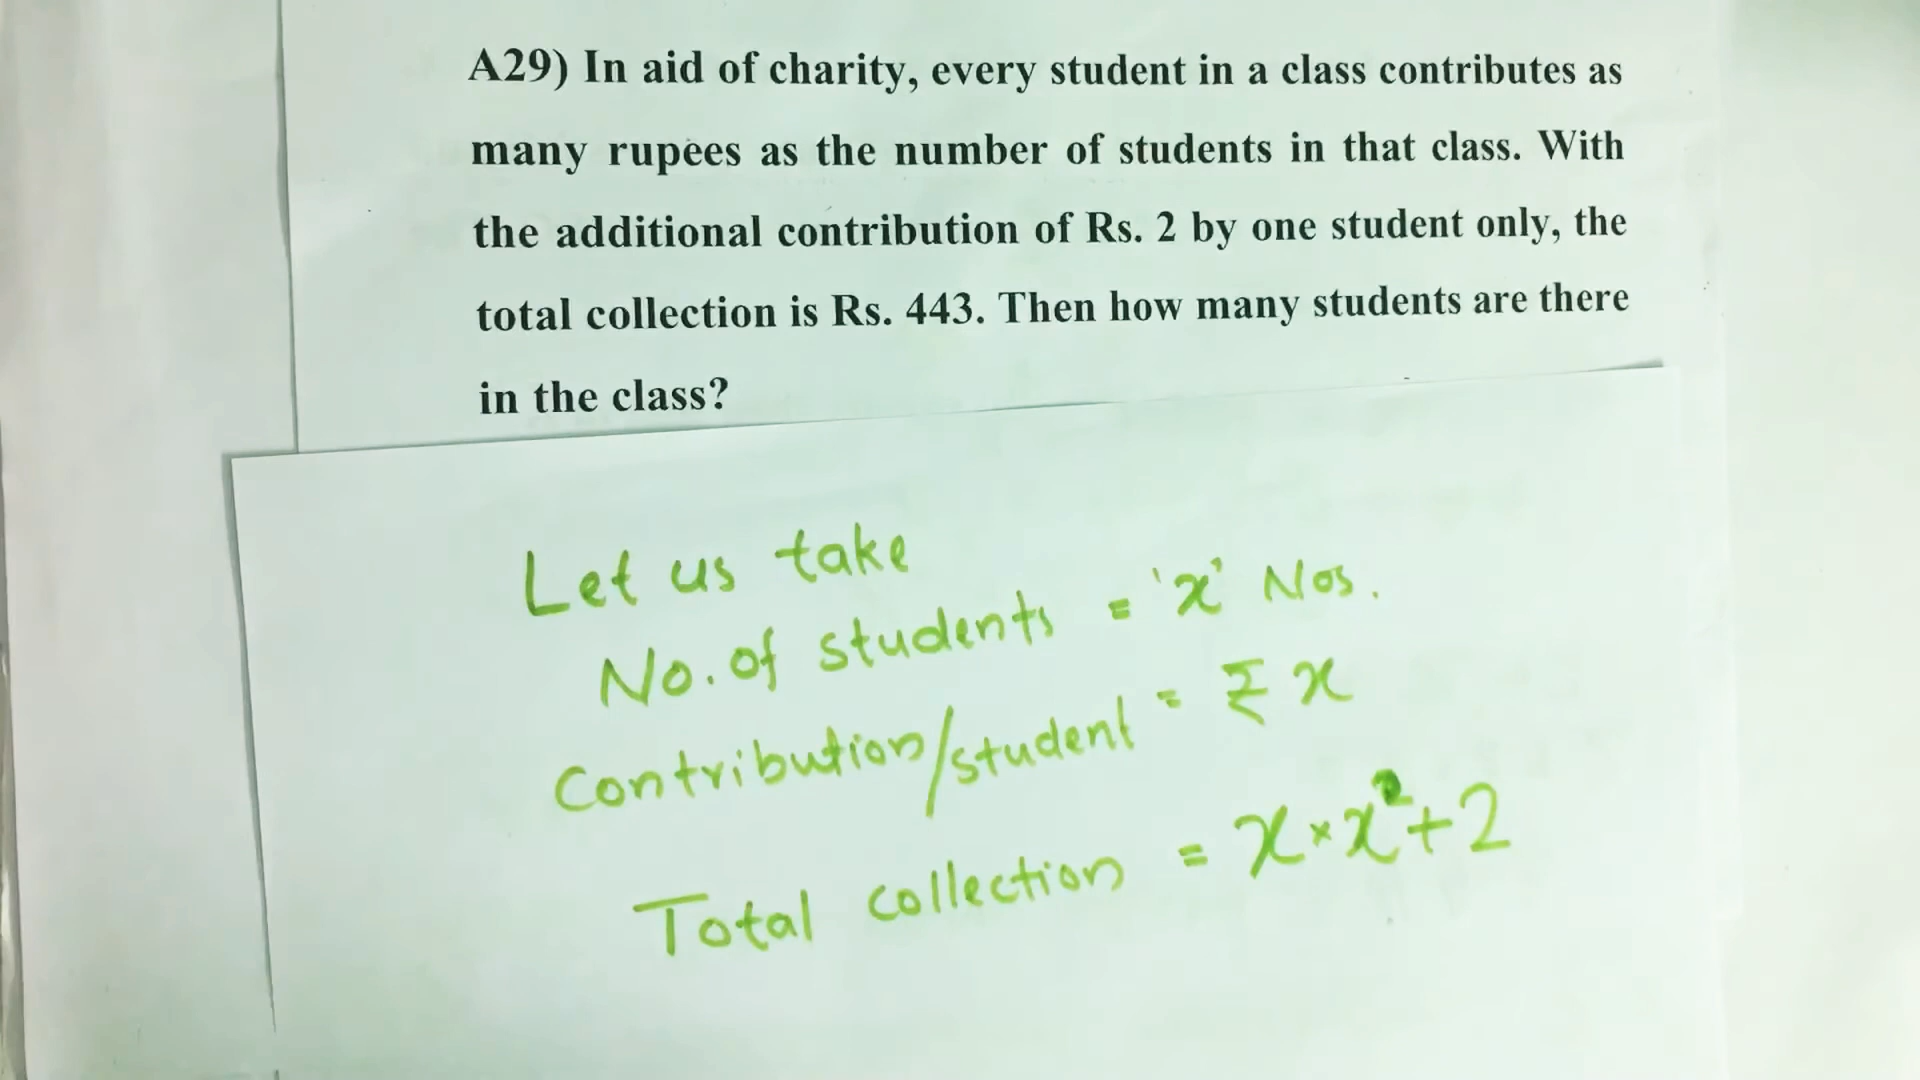 A29) In aid of charity, every student in a class contributes as
many rupees as the number of students in that class. With
the additional contribution of Rs. 2 by one student only, the
total collection is Rs. 443. Then how many students are there
in the class?
Let us take
No. of students = 'x' Nos.
Contribution/student = ₹ x
Total collection = x × x² + 2